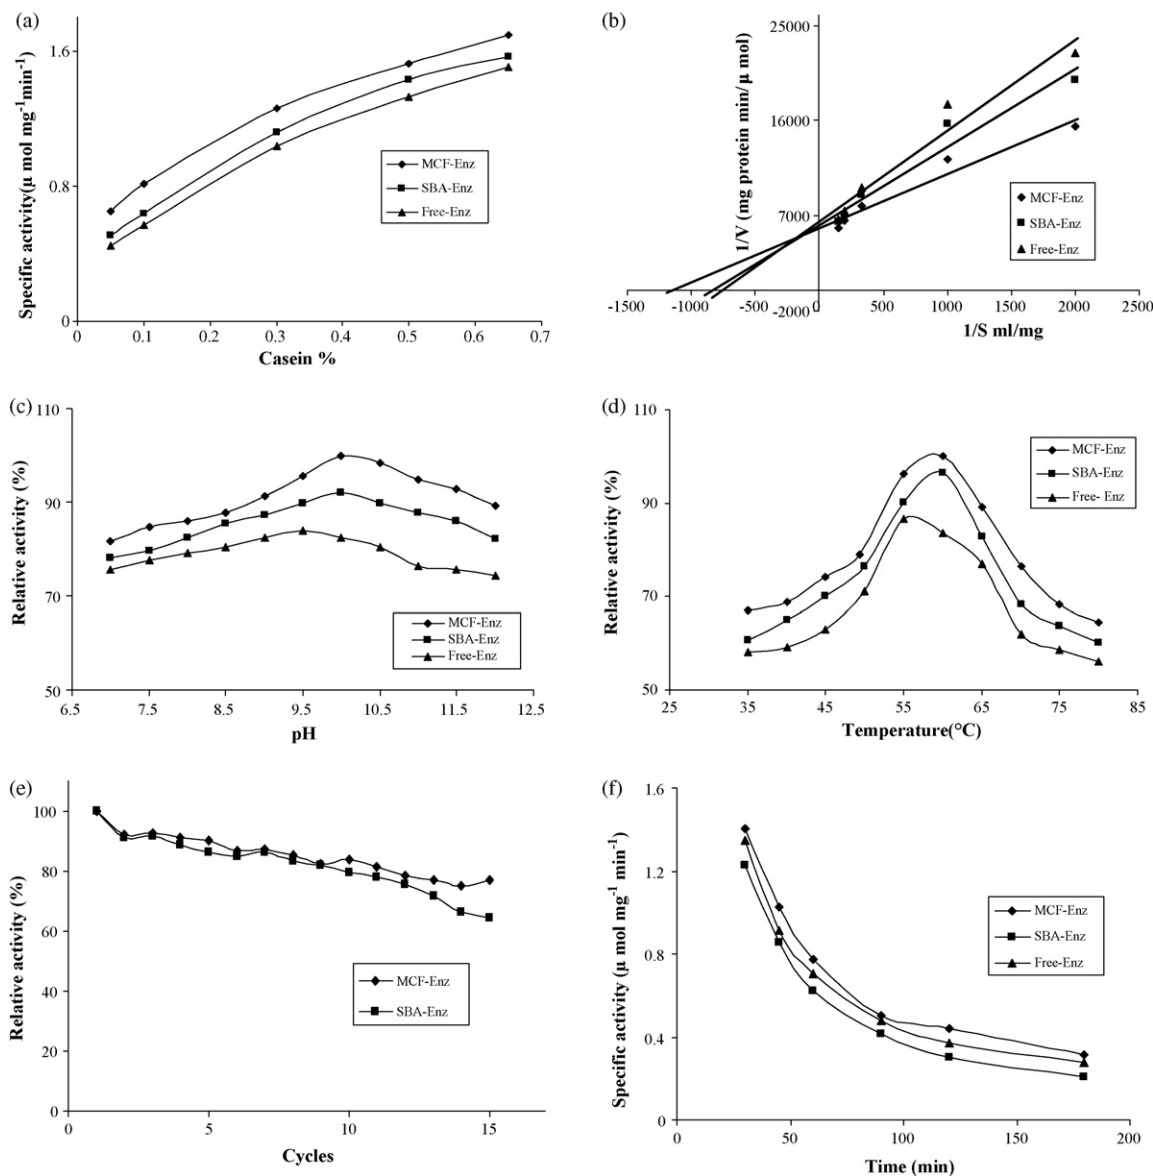 (a)
Specific activity(μ mol mg⁻¹min⁻¹)
1.6
0.8
0
0 0.1 0.2 0.3 0.4 0.5 0.6 0.7
Casein %
MCF-Enz
SBA-Enz
Free-Enz
(b)
1/V (mg protein min/ μ mol)
25000
16000
7000
-2000
-1500 -1000 -500 0 500 1000 1500 2000 2500
1/S ml/mg
MCF-Enz
SBA-Enz
Free-Enz
(c)
Relative activity (%)
110
90
70
50
6.5 7.5 8.5 9.5 10.5 11.5 12.5
pH
MCF-Enz
SBA-Enz
Free-Enz
(d)
Relative activity (%)
110
90
70
50
25 35 45 55 65 75 85
Temperature(°C)
MCF-Enz
SBA-Enz
Free- Enz
(e)
Relative activity (%)
100
80
60
40
20
0
0 5 10 15
Cycles
MCF-Enz
SBA-Enz
(f)
Specific activity (μ mol mg⁻¹ min⁻¹)
1.6
1.2
0.8
0.4
0
0 50 100 150 200
Time (min)
MCF-Enz
SBA-Enz
Free-Enz